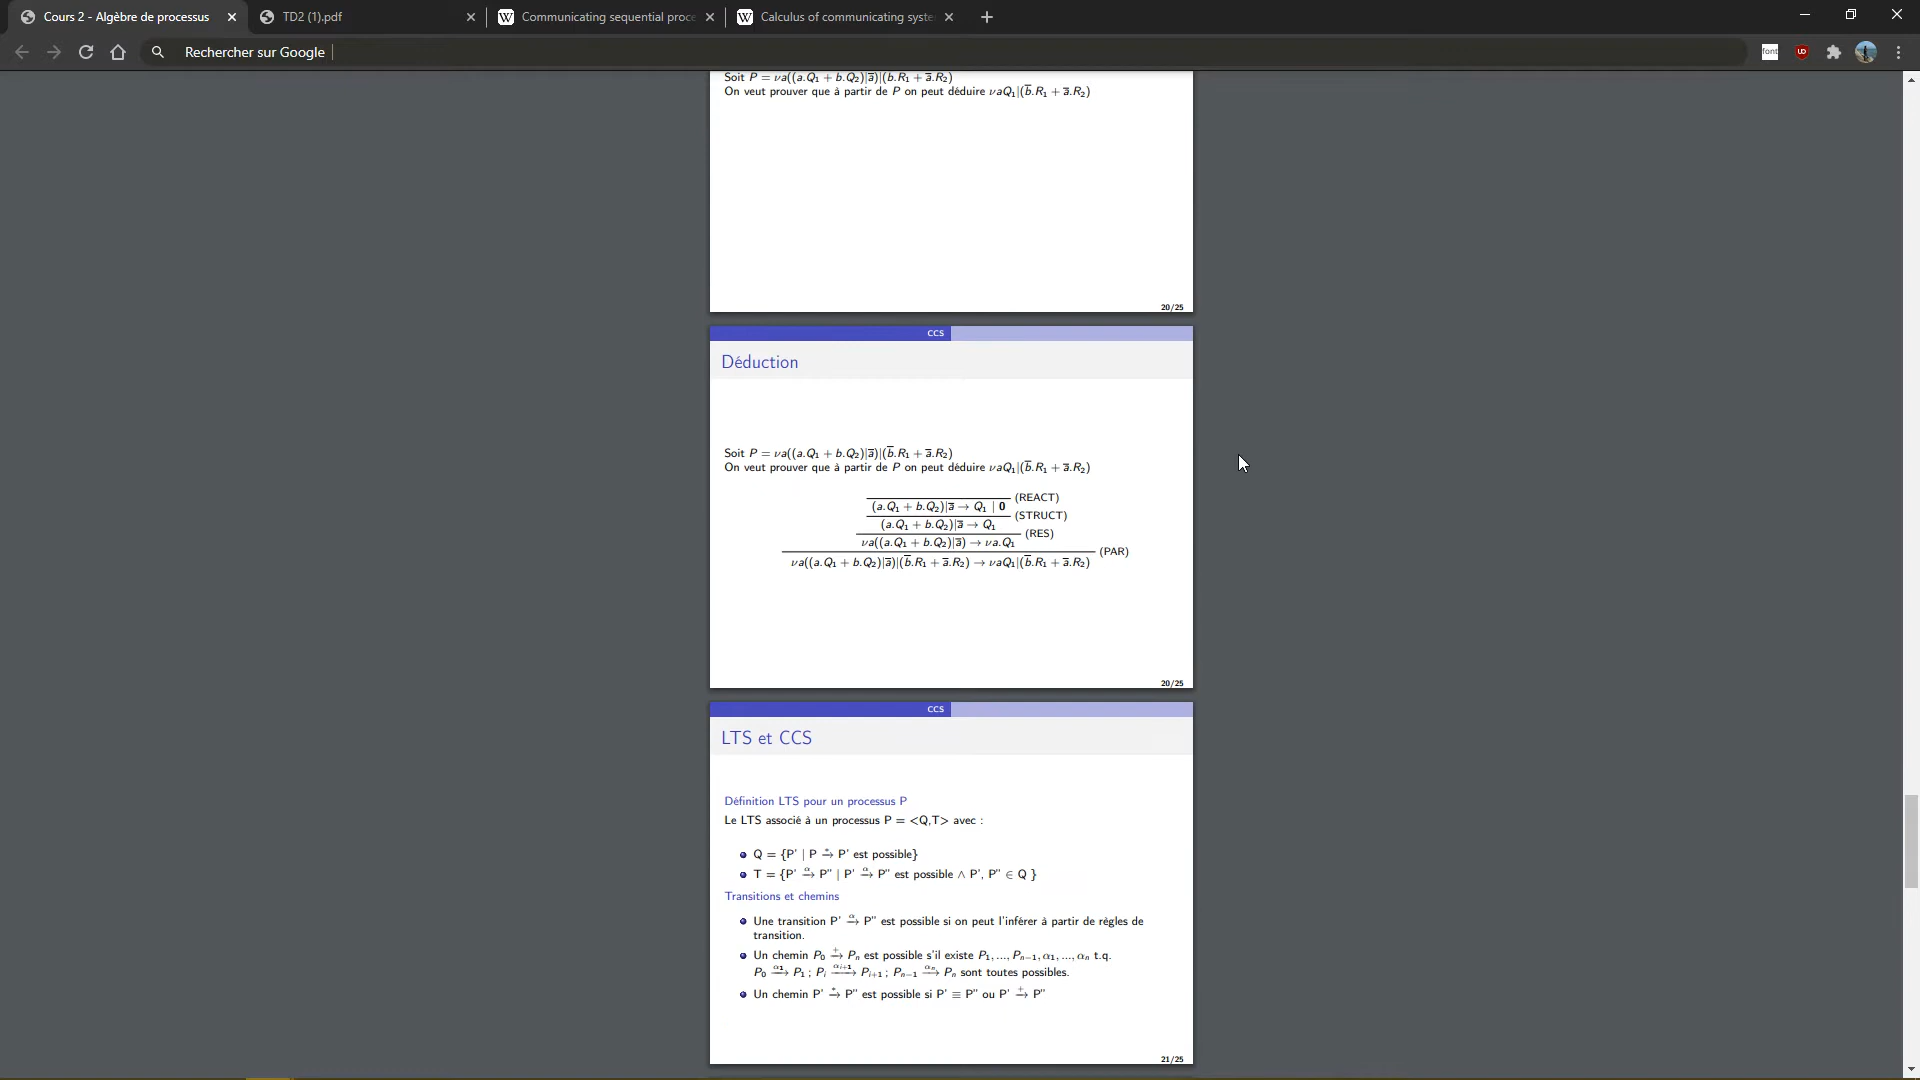 Cours 2 - Algèbre de processus
TD2 (1).pdf
Communicating sequential proce
Calculus of communicating syste
Rechercher sur Google
font
Soit P = νa((a.Q₁ + b.Q₂)|a̅)|(b.R₁ + a̅.R₂)
On veut prouver que à partir de P on peut déduire νaQ₁|(b̅.R₁ + a̅.R₂)
20/25
CCS
Déduction
Soit P = νa((a.Q₁ + b.Q₂)|a̅)|(b̅.R₁ + a̅.R₂)
On veut prouver que à partir de P on peut déduire νaQ₁|(b̅.R₁ + a̅.R₂)
(REACT)
(a.Q₁ + b.Q₂)|a̅ → Q₁ | 0
(STRUCT)
(a.Q₁ + b.Q₂)|a̅ → Q₁
(RES)
νa((a.Q₁ + b.Q₂)|a̅) → νa.Q₁
(PAR)
νa((a.Q₁ + b.Q₂)|a̅)|(b̅.R₁ + a̅.R₂) → νaQ₁|(b̅.R₁ + a̅.R₂)
20/25
CCS
LTS et CCS
Définition LTS pour un processus P
Le LTS associé à un processus P = <Q,T> avec :
Q = {P' | P →* P' est possible}
T = {P' →α P" | P' →α P" est possible ∧ P', P" ∈ Q }
Transitions et chemins
Une transition P' →α P" est possible si on peut l'inférer à partir de règles de
transition.
Un chemin P₀ →+ Pₙ est possible s'il existe P₁, ..., Pₙ₋₁, α₁, ..., αₙ t.q.
P₀ →α₁ P₁ ; Pᵢ →αᵢ₊₁ Pᵢ₊₁ ; Pₙ₋₁ →αₙ Pₙ sont toutes possibles.
Un chemin P' →* P" est possible si P' ≡ P" ou P' →+ P"
21/25